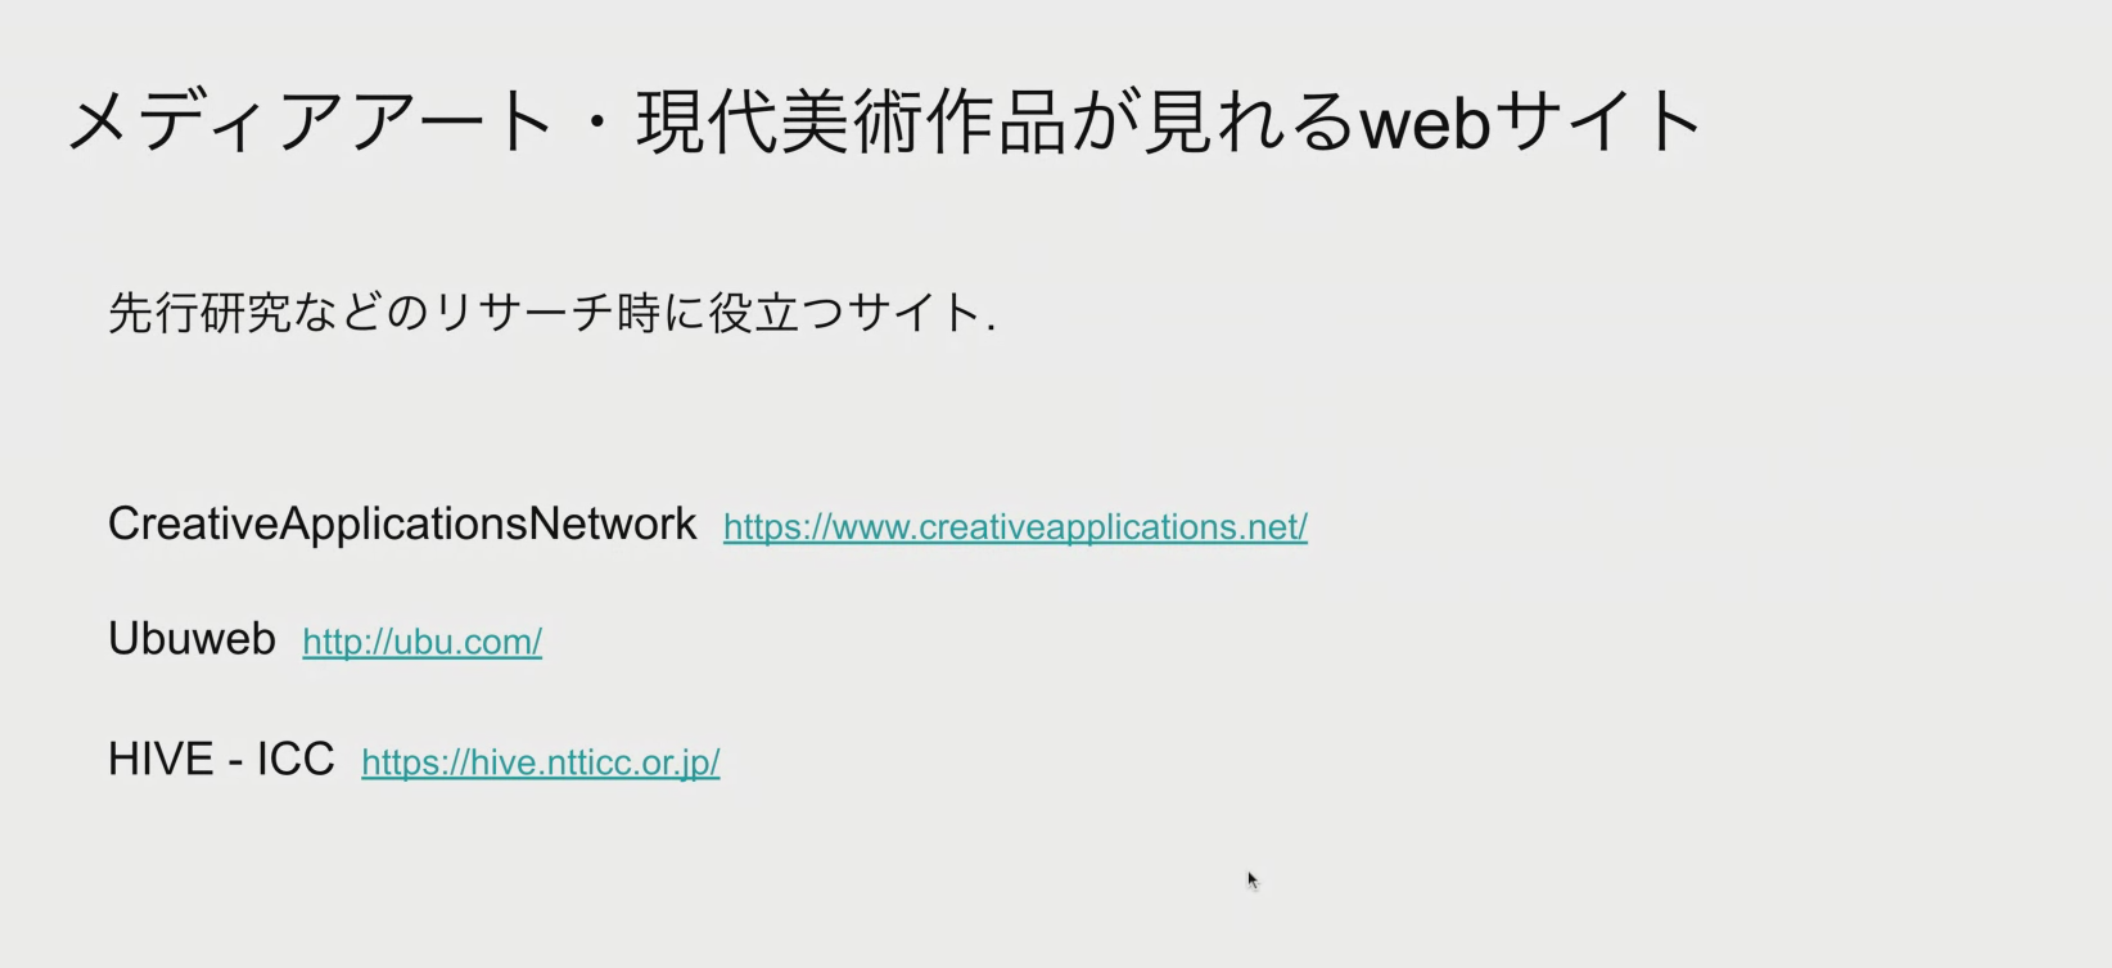 メディアアート・現代美術作品が見れるwebサイト
先行研究などのリサーチ時に役立つサイト.
CreativeApplicationsNetwork https://www.creativeapplications.net/
Ubuweb http://ubu.com/
HIVE - ICC https://hive.ntticc.or.jp/